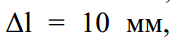 Δl = 10 мм,